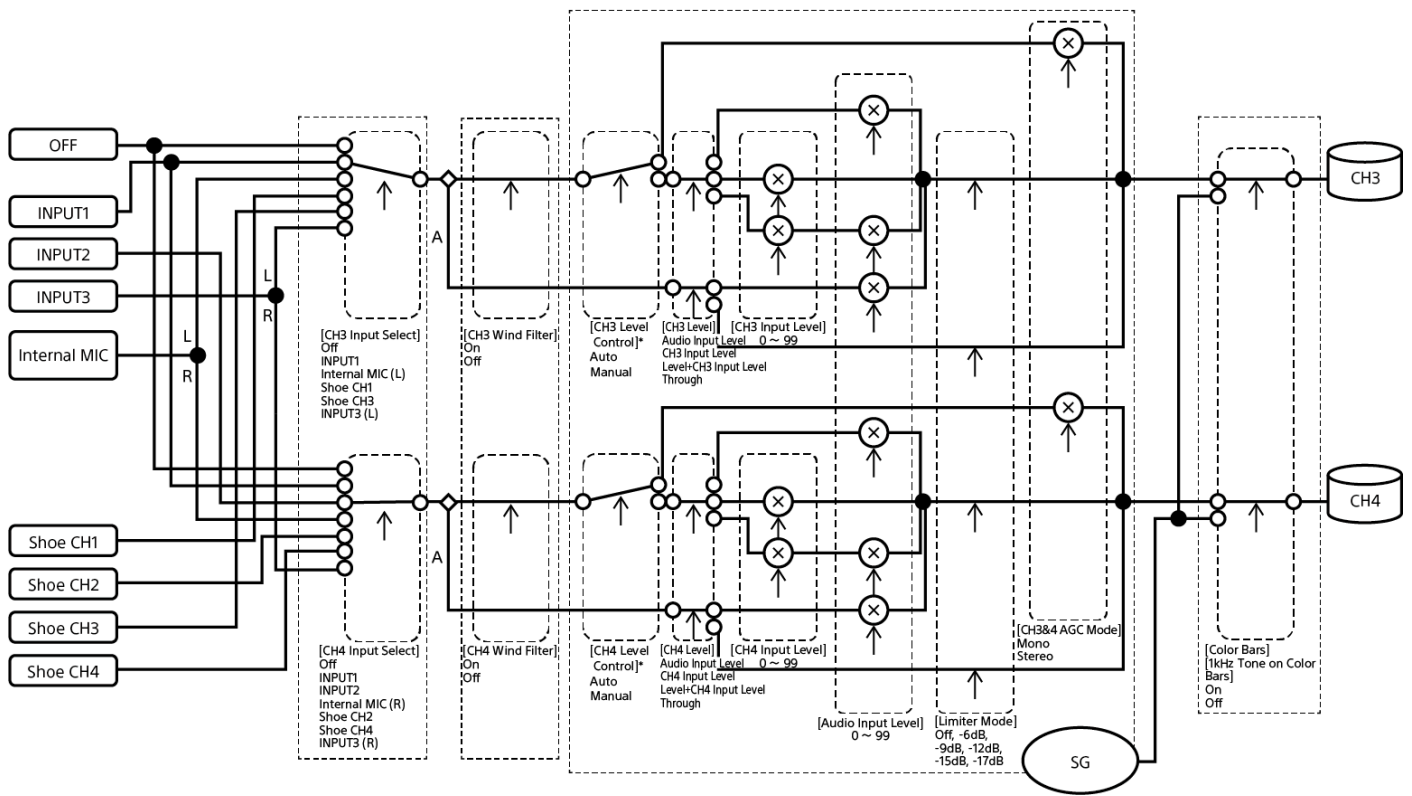 OFF
INPUT1
INPUT2
INPUT3
Internal MIC
L
R
L
R
[CH3 Input Select]
Off
INPUT1
Internal MIC (L)
Shoe CH1
Shoe CH3
INPUT3 (L)
A
[CH3 Wind Filter]
On
Off
[CH3 Level
Control]*
Auto
Manual
[CH3 Level]
Audio Input Level
CH3 Input Level
Level+CH3 Input Level
Through
[CH3 Input Level]
0 ~ 99
CH3
Shoe CH1
Shoe CH2
Shoe CH3
Shoe CH4
[CH4 Input Select]
Off
INPUT1
INPUT2
Internal MIC (R)
Shoe CH2
Shoe CH4
INPUT3 (R)
A
[CH4 Wind Filter]
On
Off
[CH4 Level
Control]*
Auto
Manual
[CH4 Level]
Audio Input Level
CH4 Input Level
Level+CH4 Input Level
Through
[CH4 Input Level]
0 ~ 99
[Audio Input Level]
0 ~ 99
[Limiter Mode]
Off, -6dB,
-9dB, -12dB,
-15dB, -17dB
[CH3&4 AGC Mode]
Mono
Stereo
SG
[Color Bars]
[1kHz Tone on Color
Bars]
On
Off
CH4